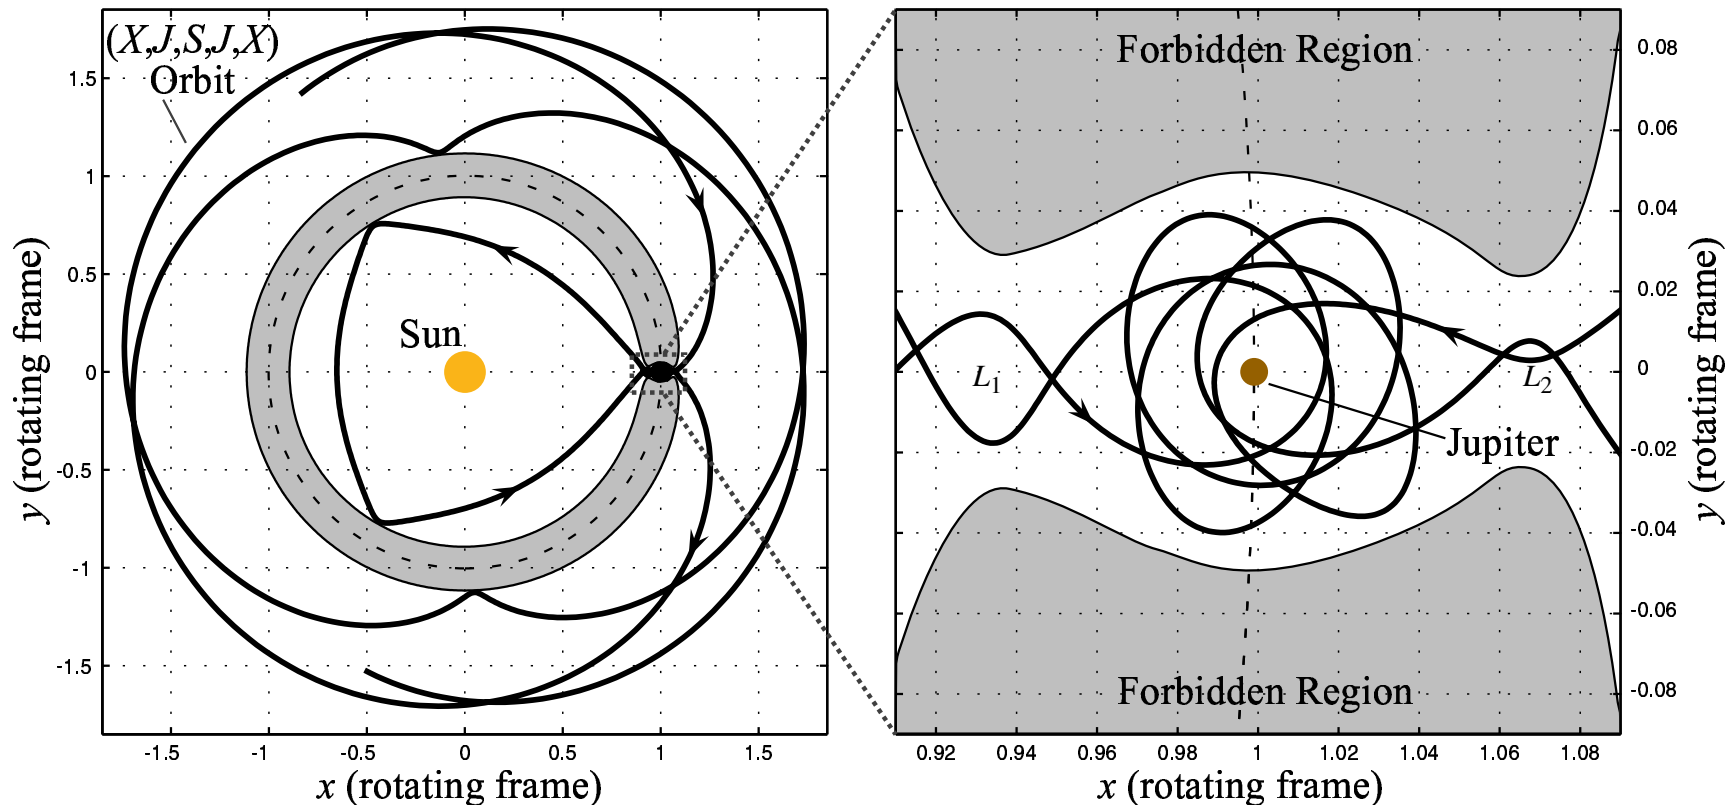 (X,J,S,J,X)
Orbit
Sun
1.5
1
0.5
0
-0.5
-1
-1.5
-1.5
-1
-0.5
0
0.5
1
1.5
x (rotating frame)
y (rotating frame)
Forbidden Region
L1
L2
Jupiter
Forbidden Region
0.08
0.06
0.04
0.02
0
-0.02
-0.04
-0.06
-0.08
0.92
0.94
0.96
0.98
1
1.02
1.04
1.06
1.08
x (rotating frame)
y (rotating frame)